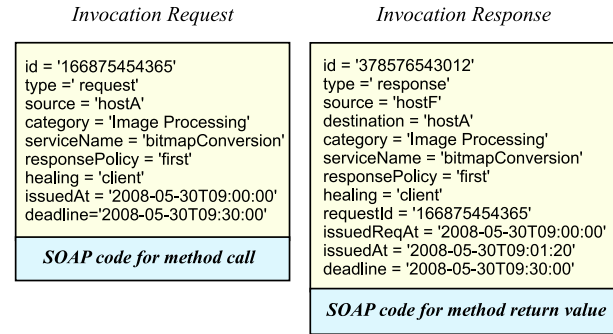 Invocation Request
id = '166875454365'
type =' request'
source = 'hostA'
category = 'Image Processing'
serviceName = 'bitmapConversion'
responsePolicy = 'first'
healing = 'client'
issuedAt = '2008-05-30T09:00:00'
deadline='2008-05-30T09:30:00'
SOAP code for method call
Invocation Response
id = '378576543012'
type =' response'
source = 'hostF'
destination = 'hostA'
category = 'Image Processing'
serviceName = 'bitmapConversion'
responsePolicy = 'first'
healing = 'client'
requestId = '166875454365'
issuedReqAt = '2008-05-30T09:00:00'
issuedAt = '2008-05-30T09:01:20'
deadline = '2008-05-30T09:30:00'
SOAP code for method return value